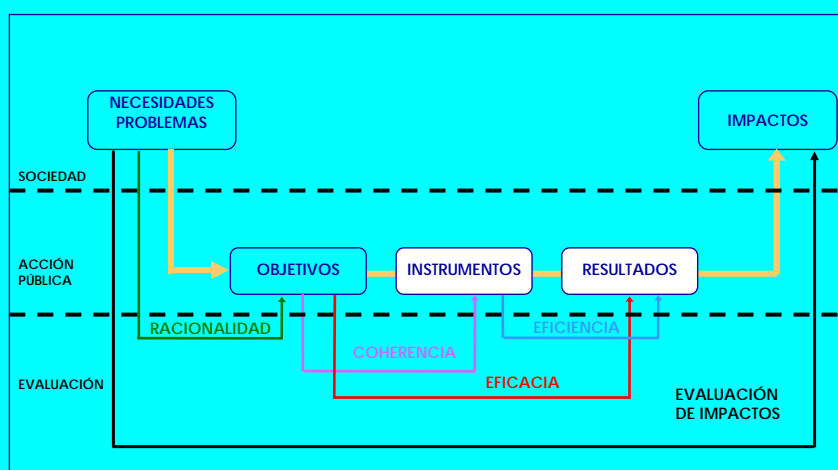 NECESIDADES
PROBLEMAS
IMPACTOS
SOCIEDAD
ACCIÓN
PÚBLICA
OBJETIVOS
INSTRUMENTOS
RESULTADOS
RACIONALIDAD
EFICIENCIA
COHERENCIA
EFICACIA
EVALUACIÓN
EVALUACIÓN
DE IMPACTOS